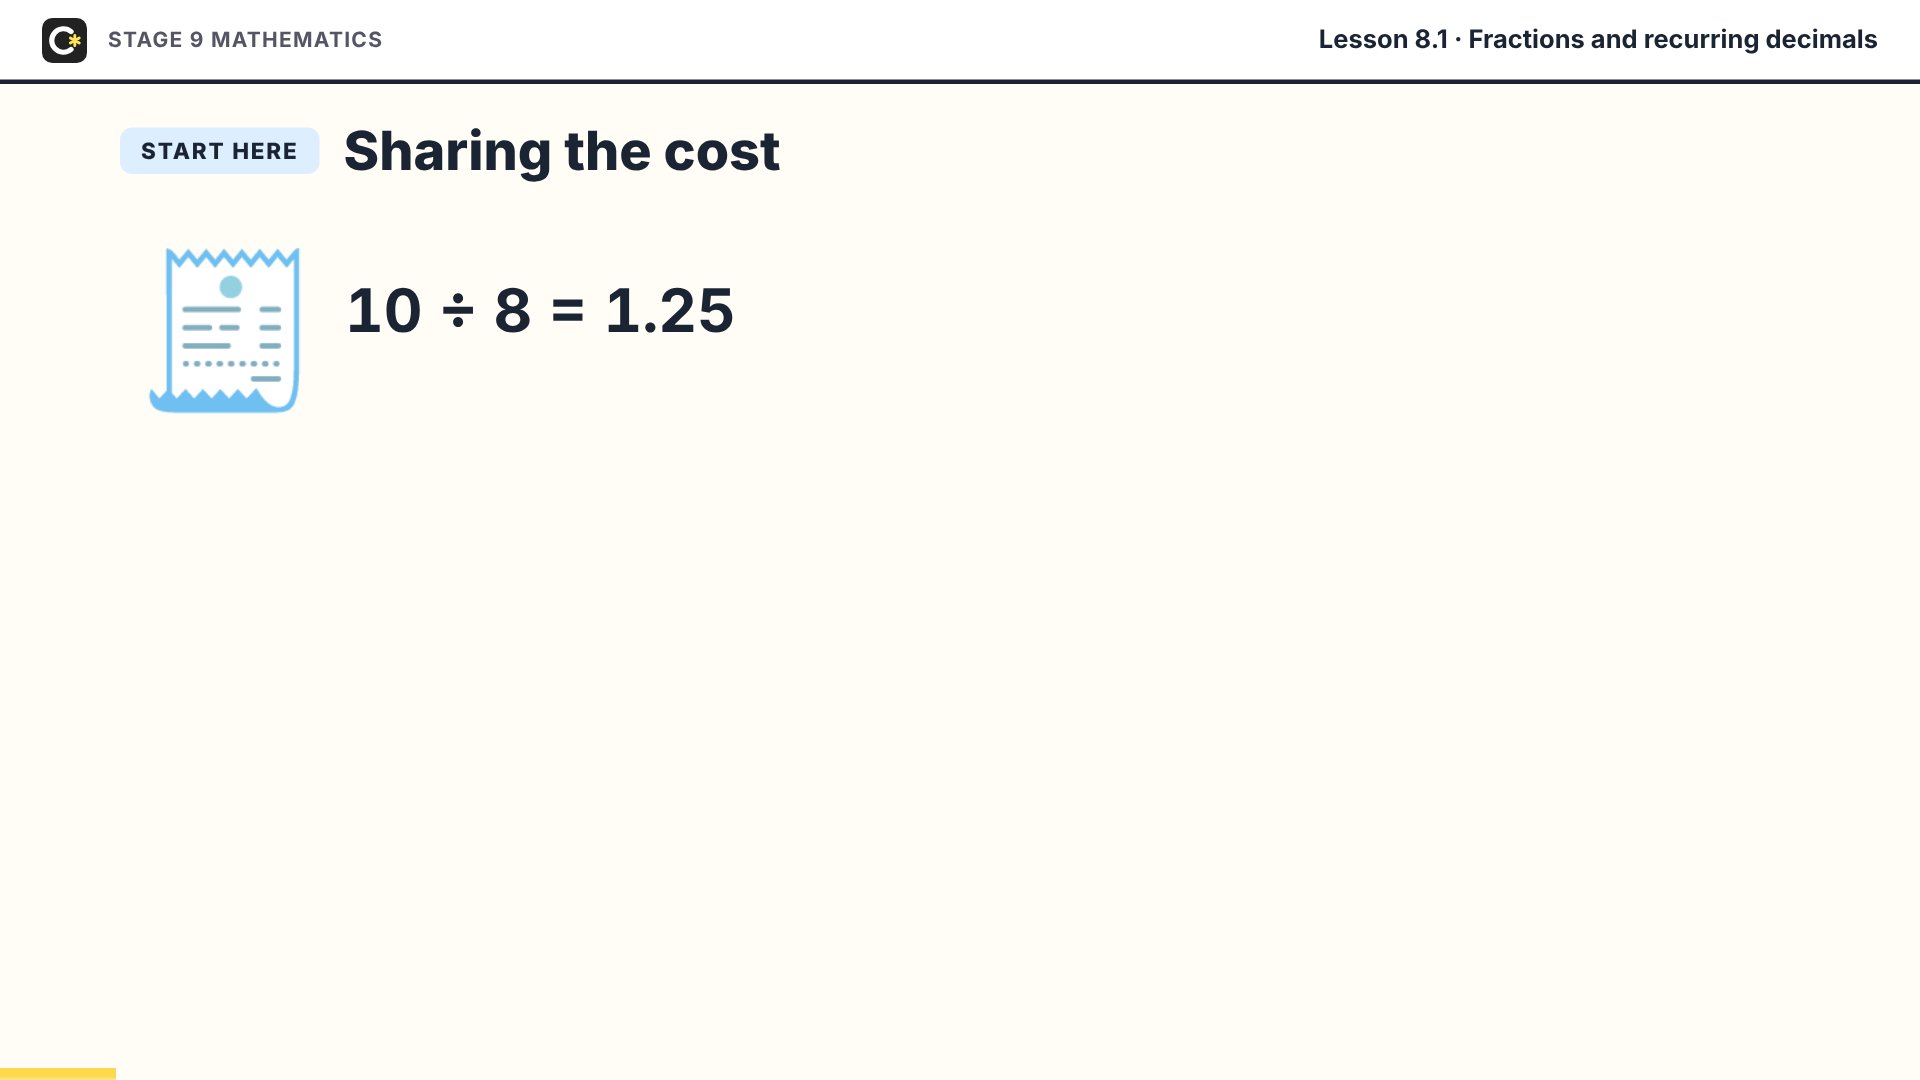 STAGE 9 MATHEMATICS
Lesson 8.1 · Fractions and recurring decimals
START HERE
Sharing the cost
10 ÷ 8 = 1.25